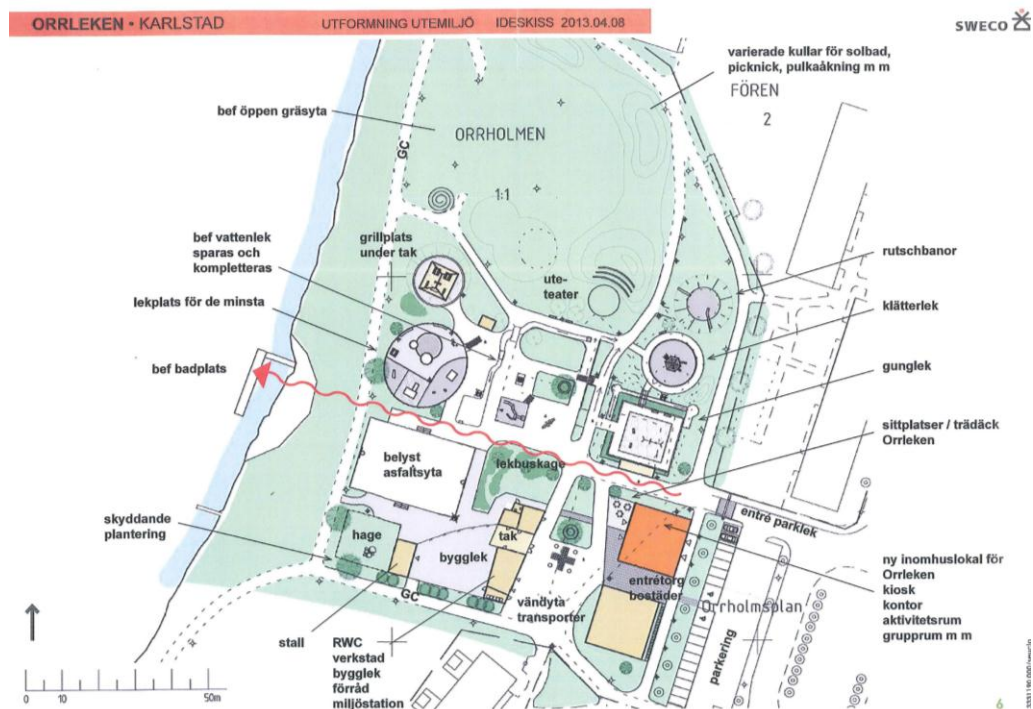 ORRLEKEN • KARLSTAD UTFORMNING UTEMILJÖ IDESKISS 2013.04.08
SWECO
varierade kullar för solbad,
picknick, pulkaåkning m m
FÖREN
2
bef öppen gräsyta
ORRHOLMEN
GC
1:1
bef vattenlek
sparas och
kompletteras
grillplats
under tak
rutschbanor
ute-
teater
lekplats för de minsta
klätterlek
bef badplats
gunglek
sittplatser / trädäck
Orrleken
belyst
asfaltsyta
lekbuskage
entré parklek
skyddande
plantering
hage
tak
bygglek
ny inomhuslokal för
Orrleken
kiosk
kontor
aktivitetsrum
grupprum m m
entrétorg
bostäder
Orrholmsplan
GC
vändyta
transporter
parkering
stall
RWC
verkstad
bygglek
förråd
miljöstation
0 10 50m
6